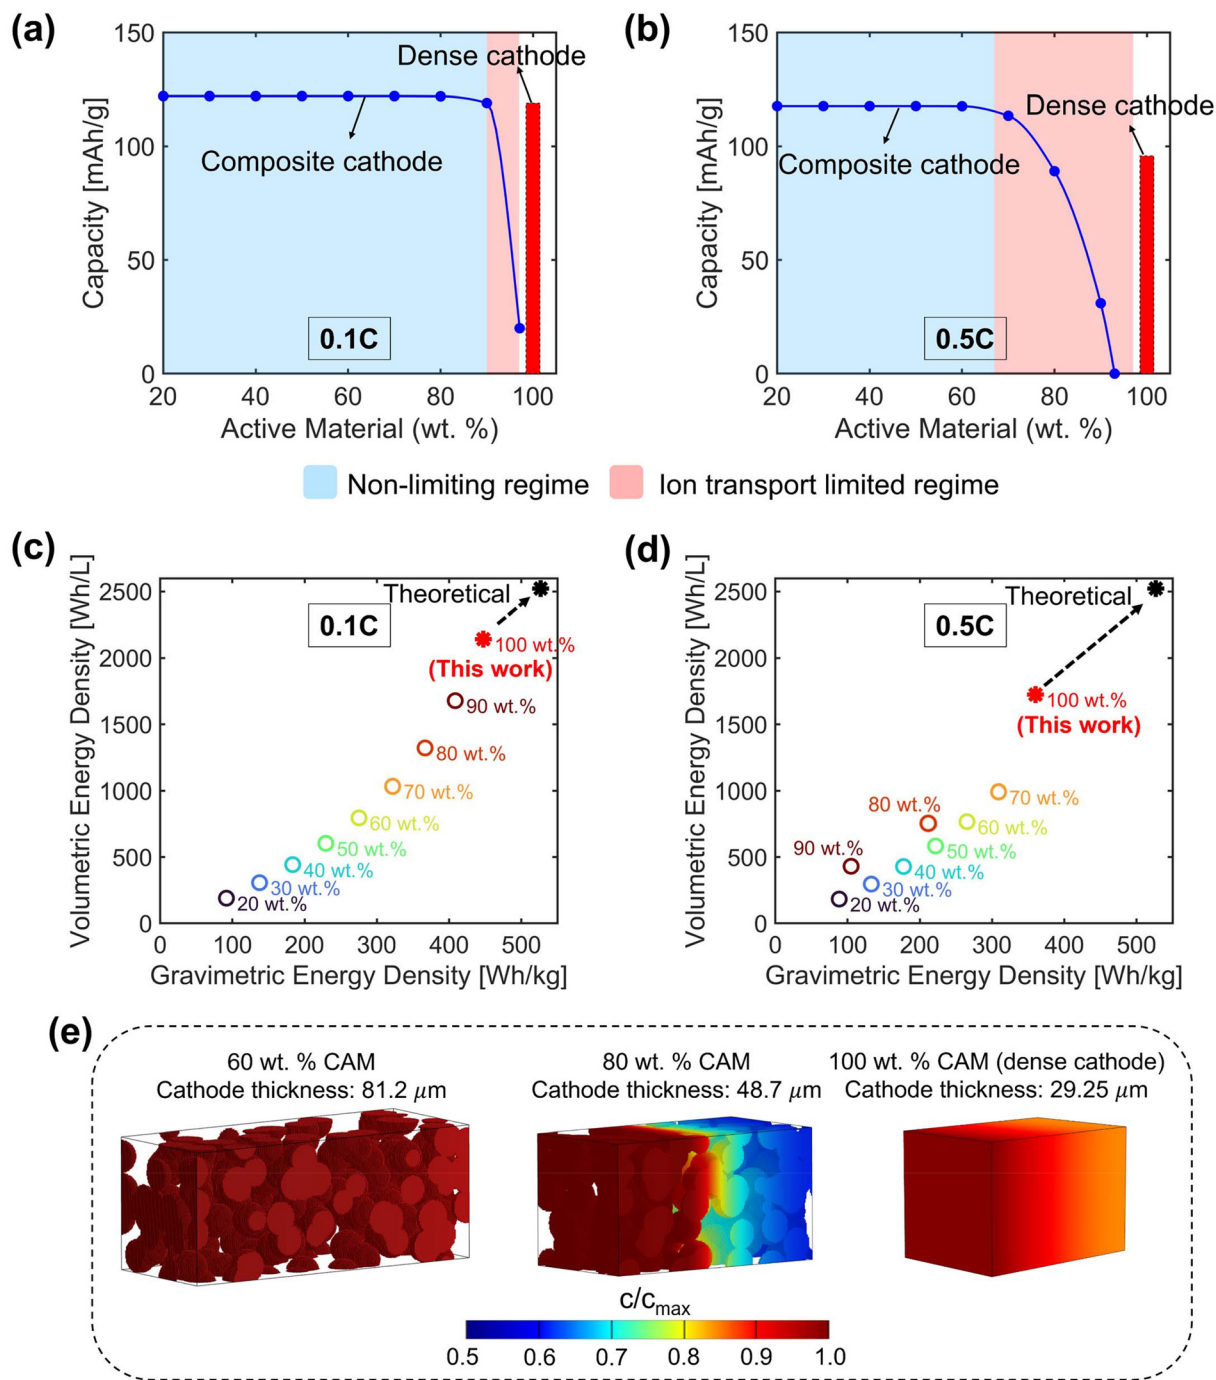 (a)
150
100
50
0
Capacity [mAh/g]
Dense cathode
Composite cathode
0.1C
20 40 60 80 100
Active Material (wt. %)
(b)
150
100
50
0
Capacity [mAh/g]
Dense cathode
Composite cathode
0.5C
20 40 60 80 100
Active Material (wt. %)
Non-limiting regime
Ion transport limited regime
(c)
Volumetric Energy Density [Wh/L]
2500
2000
1500
1000
500
0
0.1C
Theoretical
100 wt.%
(This work)
90 wt.%
80 wt.%
70 wt.%
60 wt.%
50 wt.%
40 wt.%
30 wt.%
20 wt.%
0 100 200 300 400 500
Gravimetric Energy Density [Wh/kg]
(d)
Volumetric Energy Density [Wh/L]
2500
2000
1500
1000
500
0
0.5C
Theoretical
100 wt.%
(This work)
70 wt.%
80 wt.%
60 wt.%
90 wt.%
50 wt.%
40 wt.%
30 wt.%
20 wt.%
0 100 200 300 400 500
Gravimetric Energy Density [Wh/kg]
(e)
60 wt. % CAM
Cathode thickness: 81.2 μm
80 wt. % CAM
Cathode thickness: 48.7 μm
100 wt. % CAM (dense cathode)
Cathode thickness: 29.25 μm
c/cmax
0.5 0.6 0.7 0.8 0.9 1.0